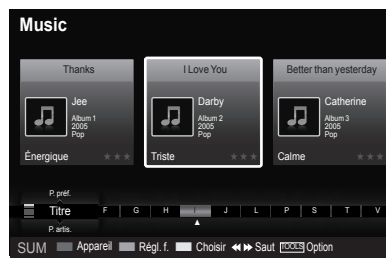 Music
Thanks
Jee
Album 1
2005
Pop
Énergique
I Love You
Darby
Album 2
2005
Pop
Triste
Better than yesterday
Catherine
Album 3
2005
Pop
Calme
P. préf.
Titre F G H I J L P S T V
P. artis.
SUM Appareil Régl. f. Choisir Saut TOOLS Option